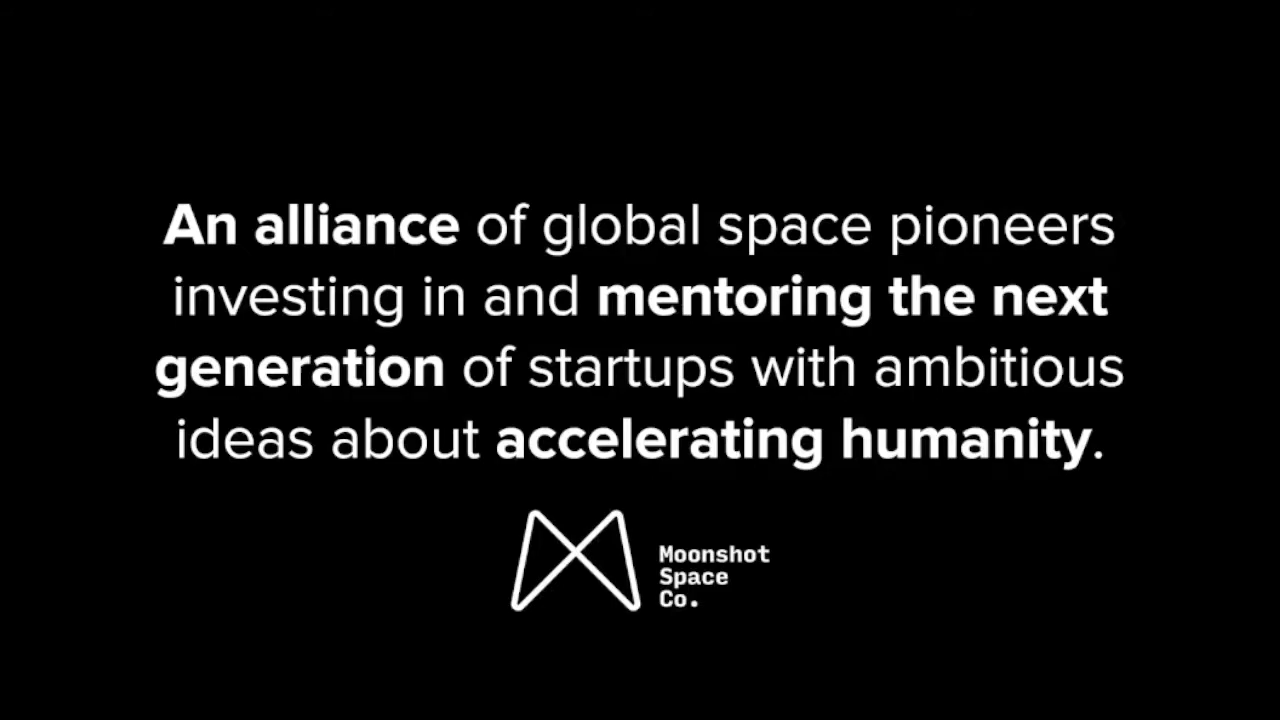 An alliance of global space pioneers
investing in and mentoring the next
generation of startups with ambitious
ideas about accelerating humanity.
Moonshot
Space
Co.